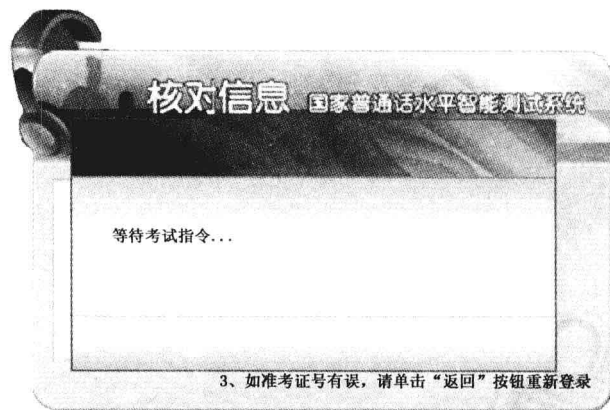 核对信息 国家普通话水平智能测试系统
等待考试指令...
3、如准考证号有误，请单击“返回”按钮重新登录